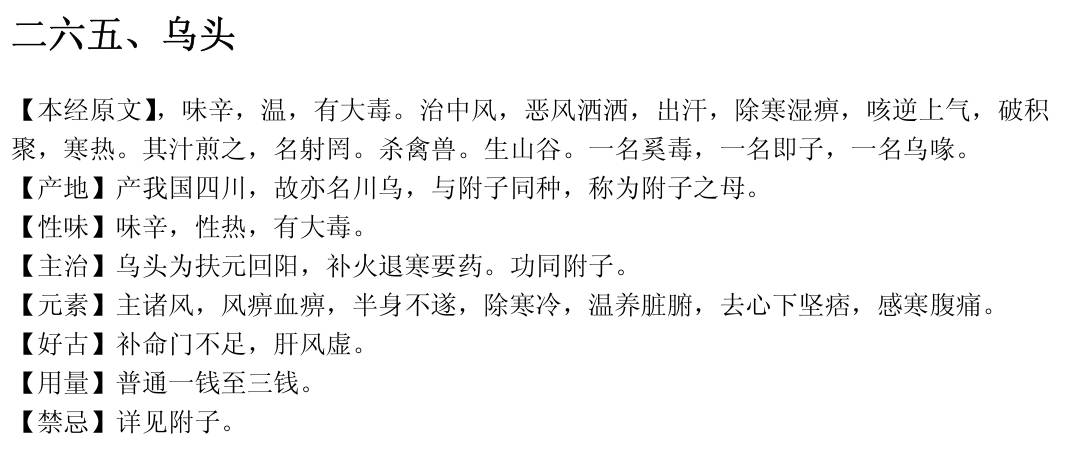 二六五、乌头
【本经原文】，味辛，温，有大毒。治中风，恶风洒洒，出汗，除寒湿痹，咳逆上气，破积
聚，寒热。其汁煎之，名射罔。杀禽兽。生山谷。一名奚毒，一名即子，一名乌喙。
【产地】产我国四川，故亦名川乌，与附子同种，称为附子之母。
【性味】味辛，性热，有大毒。
【主治】乌头为扶元回阳，补火退寒要药。功同附子。
【元素】主诸风，风痹血痹，半身不遂，除寒冷，温养脏腑，去心下坚痞，感寒腹痛。
【好古】补命门不足，肝风虚。
【用量】普通一钱至三钱。
【禁忌】详见附子。